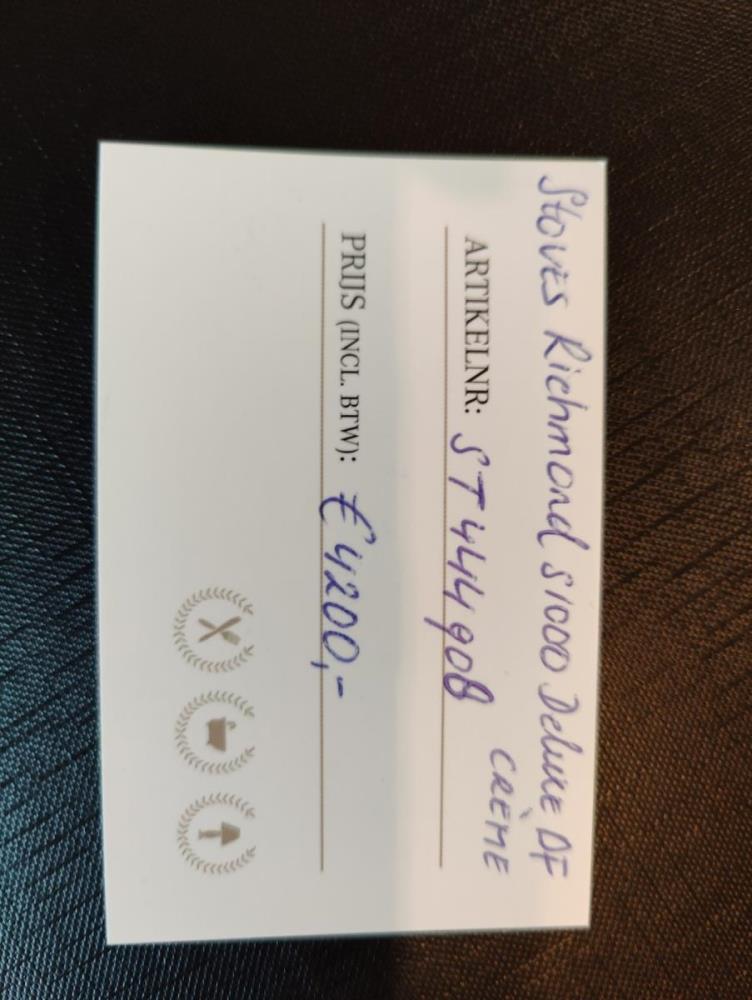 Stoves Richmond S1000 Deluxe DF
CRÈME
ARTIKELNR: ST444908
PRIJS (INCL. BTW): € 4200,-